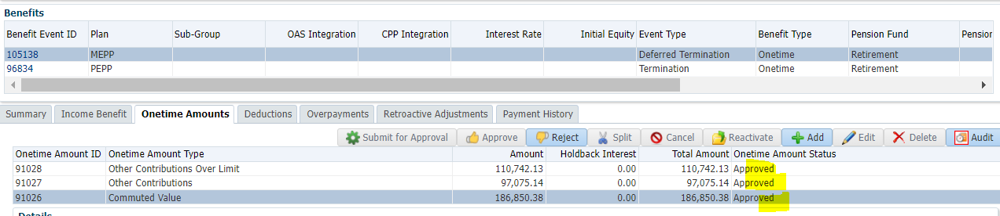 Benefits
Benefit Event ID Plan Sub-Group OAS Integration CPP Integration Interest Rate Initial Equity Event Type Benefit Type Pension Fund Pension
105138 MEPP Deferred Termination Onetime Retirement
96834 PEPP Termination Onetime Retirement
Summary Income Benefit Onetime Amounts Deductions Overpayments Retroactive Adjustments Payment History
Submit for Approval Approve Reject Split Cancel Reactivate Add Edit Delete Audit
Onetime Amount ID Onetime Amount Type Amount Holdback Interest Total Amount Onetime Amount Status
91028 Other Contributions Over Limit 110,742.13 0.00 110,742.13 Approved
91027 Other Contributions 97,075.14 0.00 97,075.14 Approved
91026 Commuted Value 186,850.38 0.00 186,850.38 Approved
Details